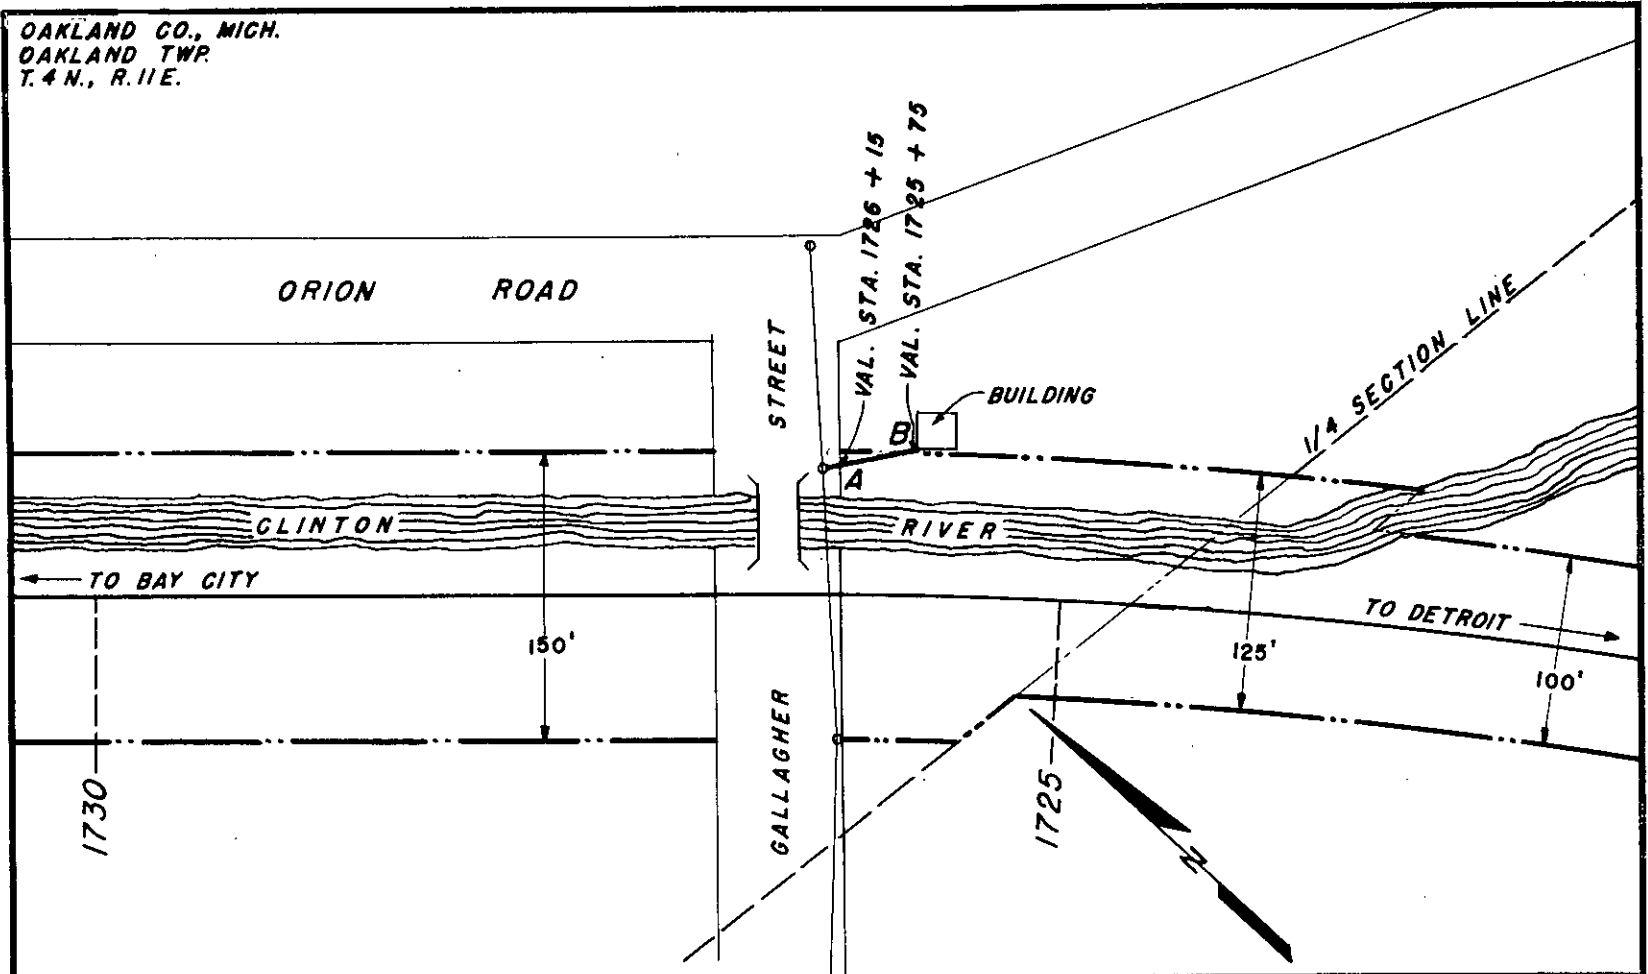 OAKLAND CO., MICH.
OAKLAND TWP.
T. 4 N., R. 11 E.
VAL. STA. 1726 + 15
VAL. STA. 1725 + 75
ORION ROAD
STREET
BUILDING
B
A
1/4 SECTION LINE
CLINTON RIVER
TO BAY CITY
TO DETROIT
150'
125'
100'
GALLAGHER
1730
1725
N